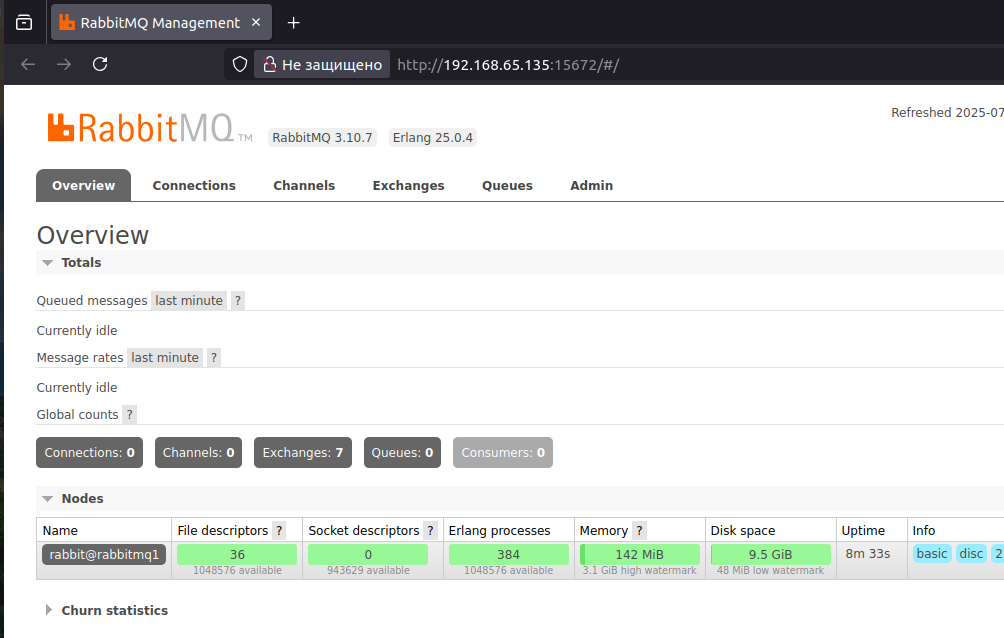 RabbitMQ Management
Не защищено http://192.168.65.135:15672/#/
Refreshed 2025-07
RabbitMQ TM RabbitMQ 3.10.7 Erlang 25.0.4
Overview Connections Channels Exchanges Queues Admin
Overview
Totals
Queued messages last minute ?
Currently idle
Message rates last minute ?
Currently idle
Global counts ?
Connections: 0 Channels: 0 Exchanges: 7 Queues: 0 Consumers: 0
Nodes
Name File descriptors ? Socket descriptors ? Erlang processes Memory ? Disk space Uptime Info
rabbit@rabbitmq1 36 0 384 142 MiB 9.5 GiB 8m 33s basic disc 2
1048576 available 943629 available 1048576 available 3.1 GiB high watermark 48 MiB low watermark
Churn statistics